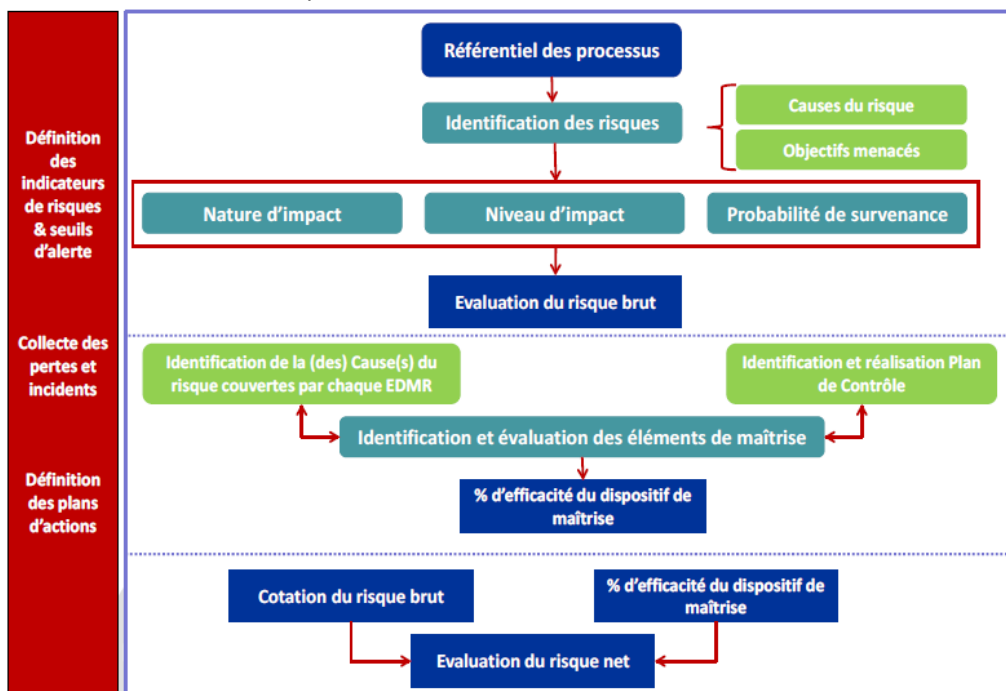 Définition
des
indicateurs
de risques
& seuils
d'alerte
Collecte des
pertes et
incidents
Définition
des plans
d'actions
Référentiel des processus
Identification des risques
Causes du risque
Objectifs menacés
Nature d'impact
Niveau d'impact
Probabilité de survenance
Evaluation du risque brut
Identification de la (des) Cause(s) du
risque couvertes par chaque EDMR
Identification et réalisation Plan
de Contrôle
Identification et évaluation des éléments de maîtrise
% d'efficacité du dispositif de
maîtrise
Cotation du risque brut
% d'efficacité du dispositif de
maîtrise
Evaluation du risque net